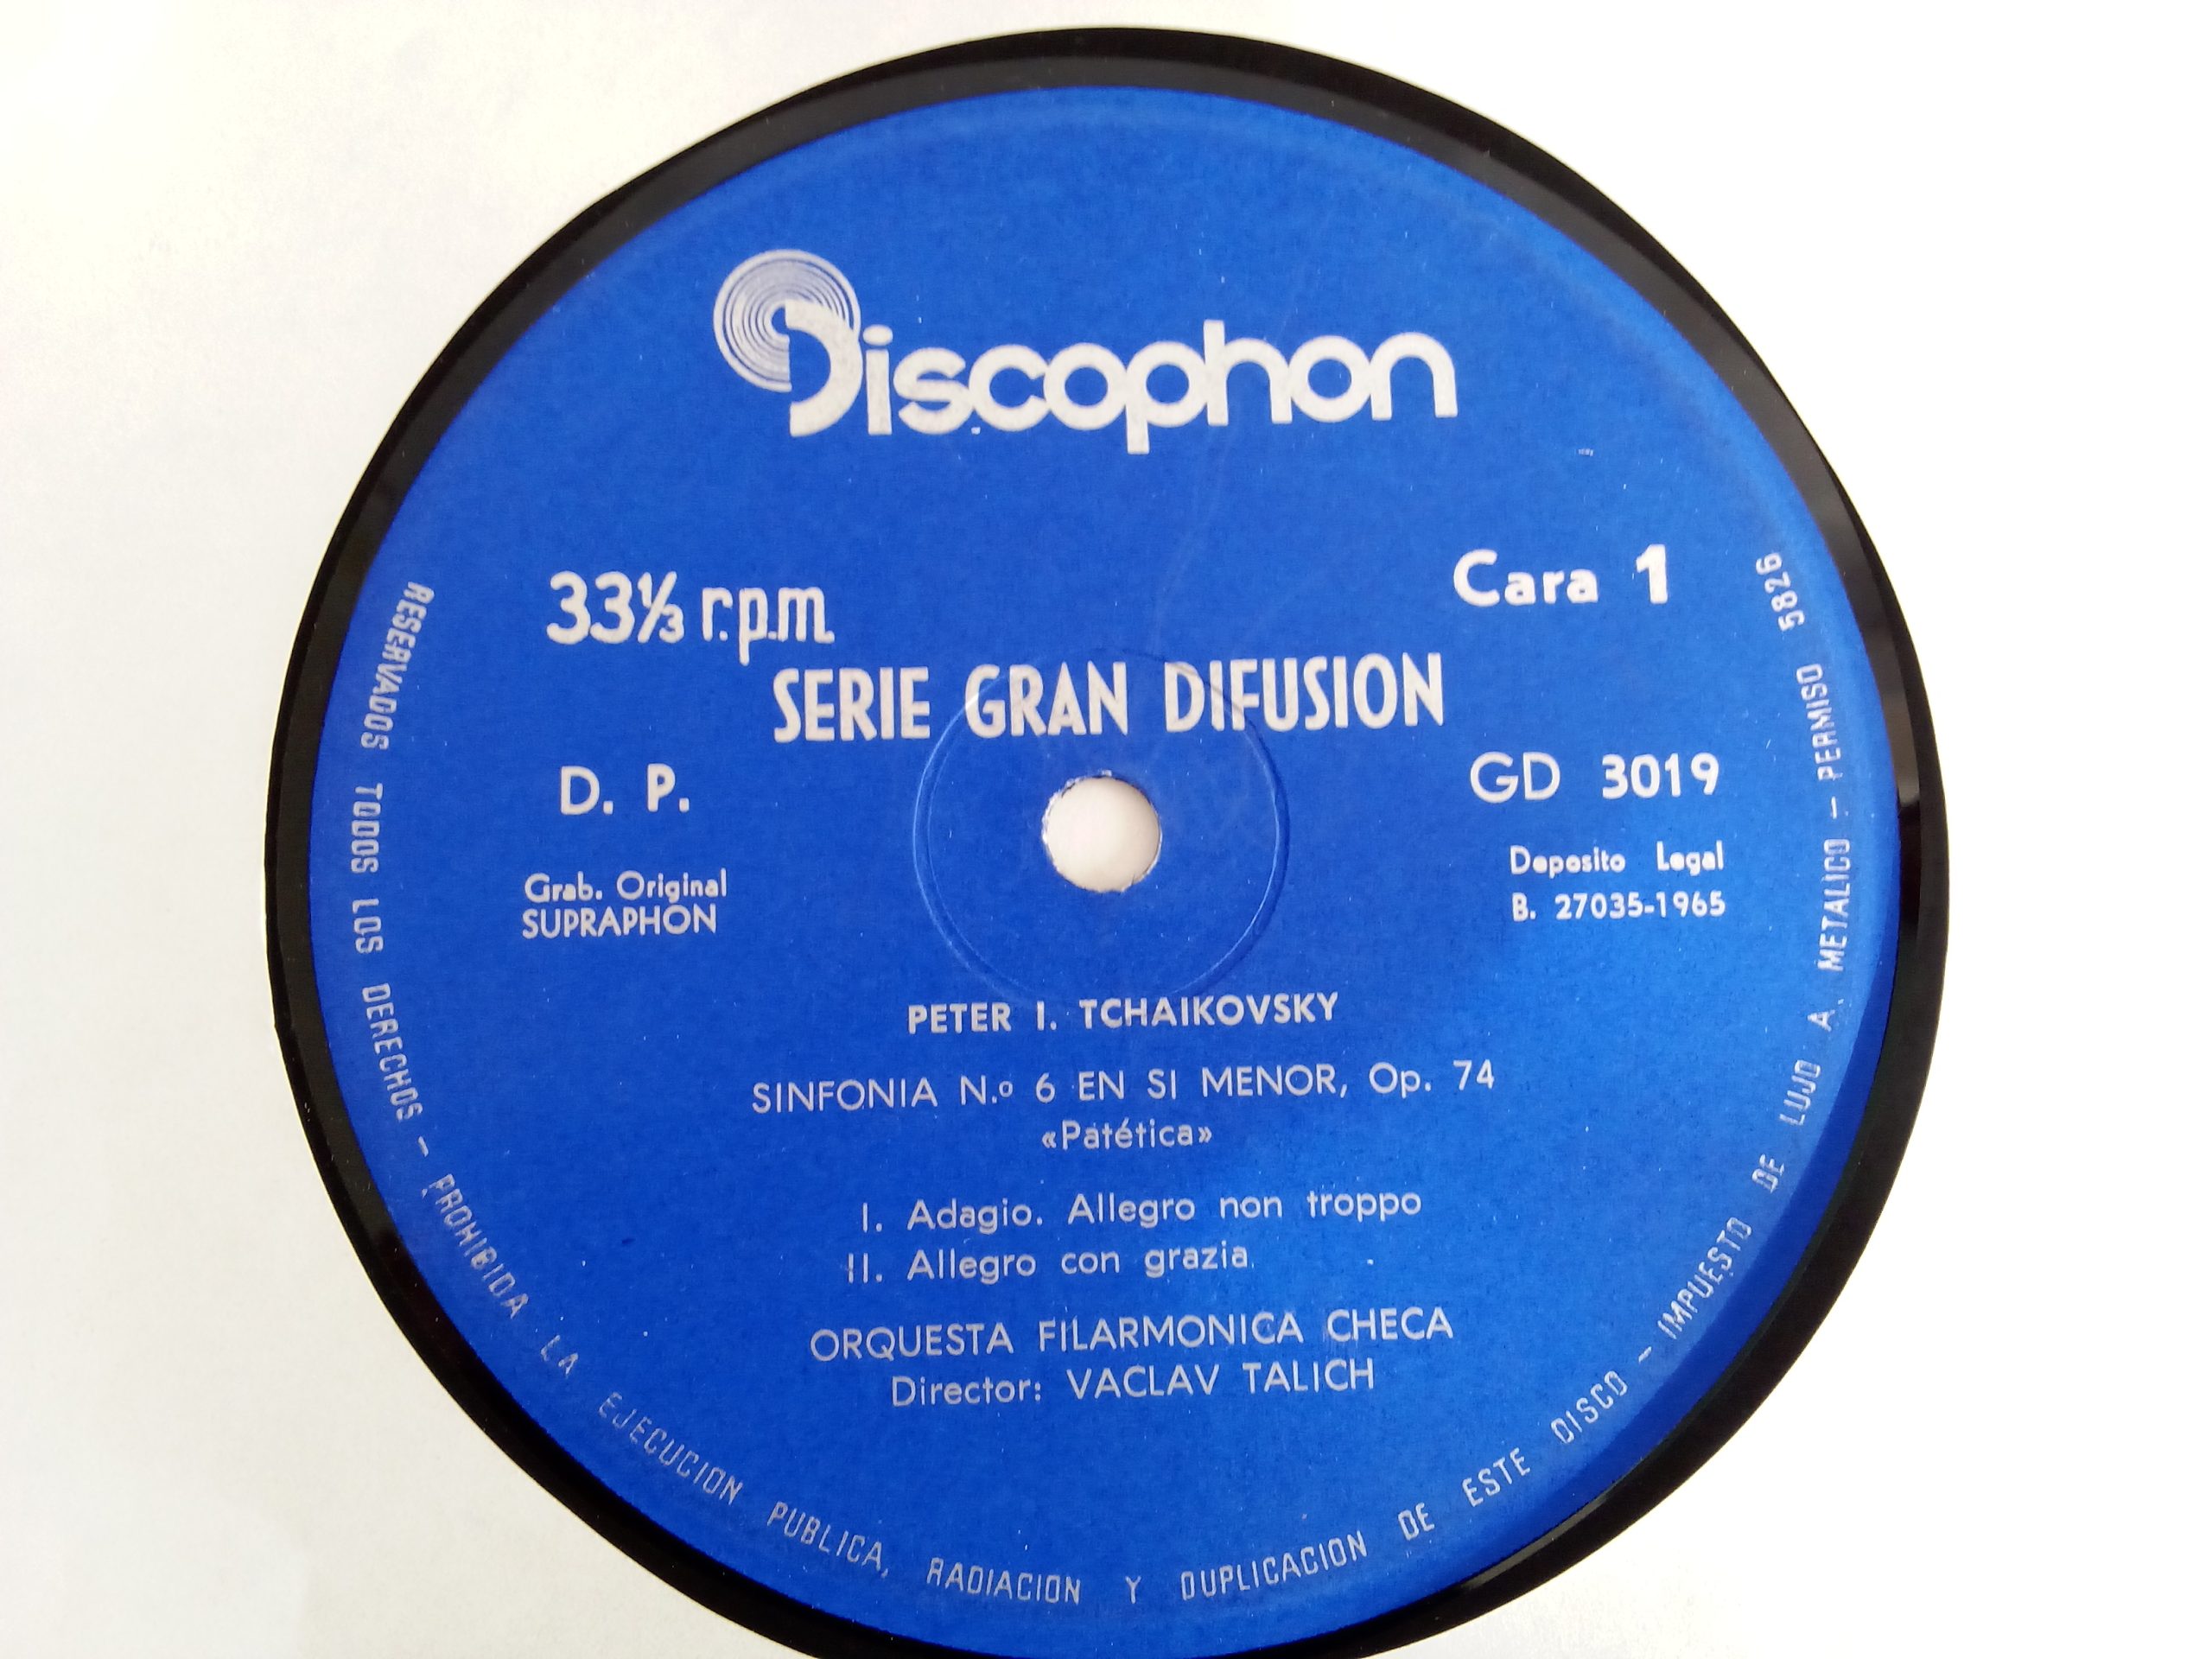 Discophon
33⅓ r.p.m.
Cara 1
SERIE GRAN DIFUSION
D. P.
GD 3019
Grab. Original
SUPRAPHON
Deposito Legal
B. 27035-1965
PETER I. TCHAIKOVSKY
SINFONIA N.º 6 EN SI MENOR, Op. 74
«Patética»
I. Adagio. Allegro non troppo
II. Allegro con grazia
ORQUESTA FILARMONICA CHECA
Director: VACLAV TALICH
RESERVADOS TODOS LOS DERECHOS - PROHIBIDA LA EJECUCION PUBLICA, RADIACION Y DUPLICACION DE ESTE DISCO - IMPUESTO DE LUJO A METALICO - PERMISO 5826